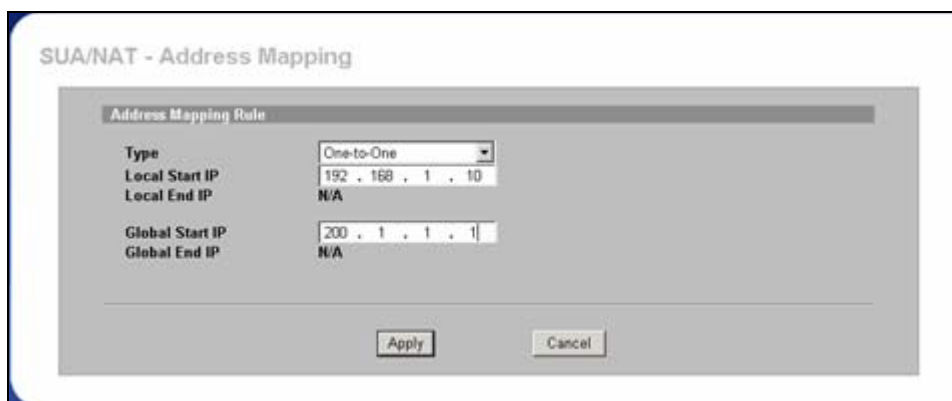 SUA/NAT - Address Mapping
Address Mapping Rule
Type One-to-One
Local Start IP 192 . 168 . 1 . 10
Local End IP N/A
Global Start IP 200 . 1 . 1 . 1
Global End IP N/A
Apply Cancel